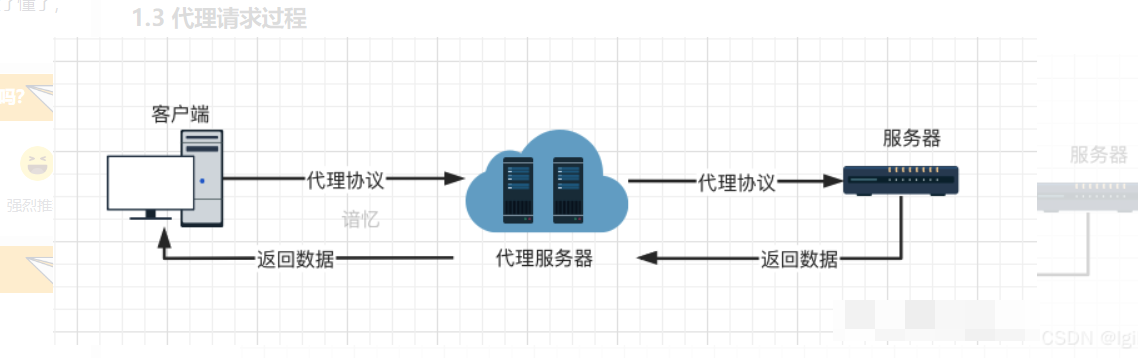 了懂了，
1.3 代理请求过程
吗?
客户端
服务器
服务器
代理协议
代理协议
强烈推
谙忆
返回数据
代理服务器
返回数据
CSDN @lgl